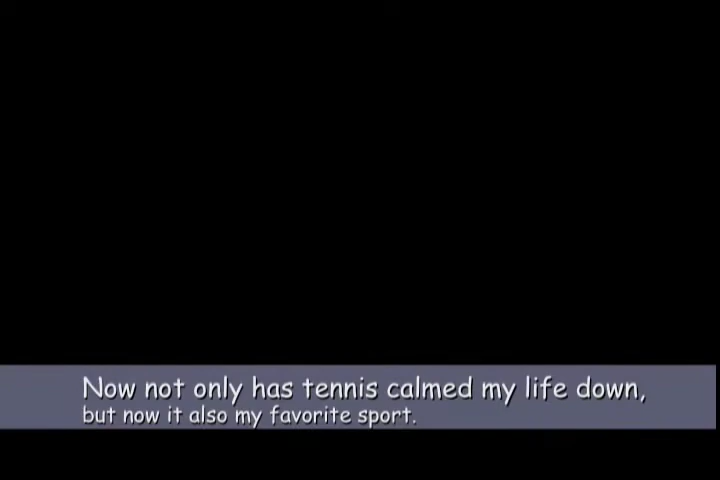 Now not only has tennis calmed my life down,
but now it also my favorite sport.